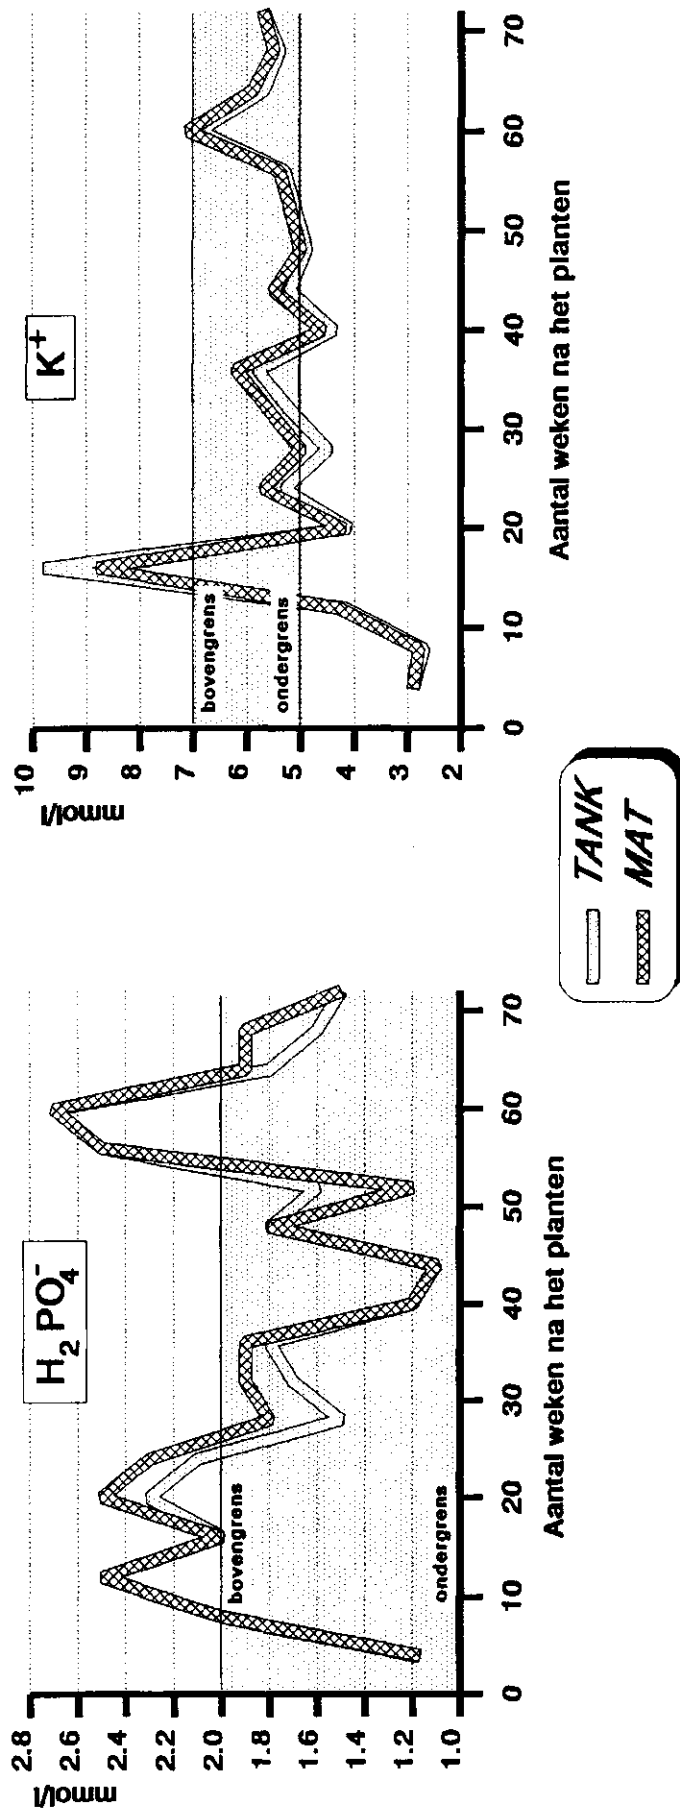 H₂PO₄⁻
mmol/l
2.8
2.6
2.4
2.2
2.0
1.8
1.6
1.4
1.2
1.0
bovengrens
ondergrens
0 10 20 30 40 50 60 70
Aantal weken na het planten
K⁺
mmol/l
10
9
8
7
6
5
4
3
2
bovengrens
ondergrens
0 10 20 30 40 50 60 70
Aantal weken na het planten
TANK
MAT